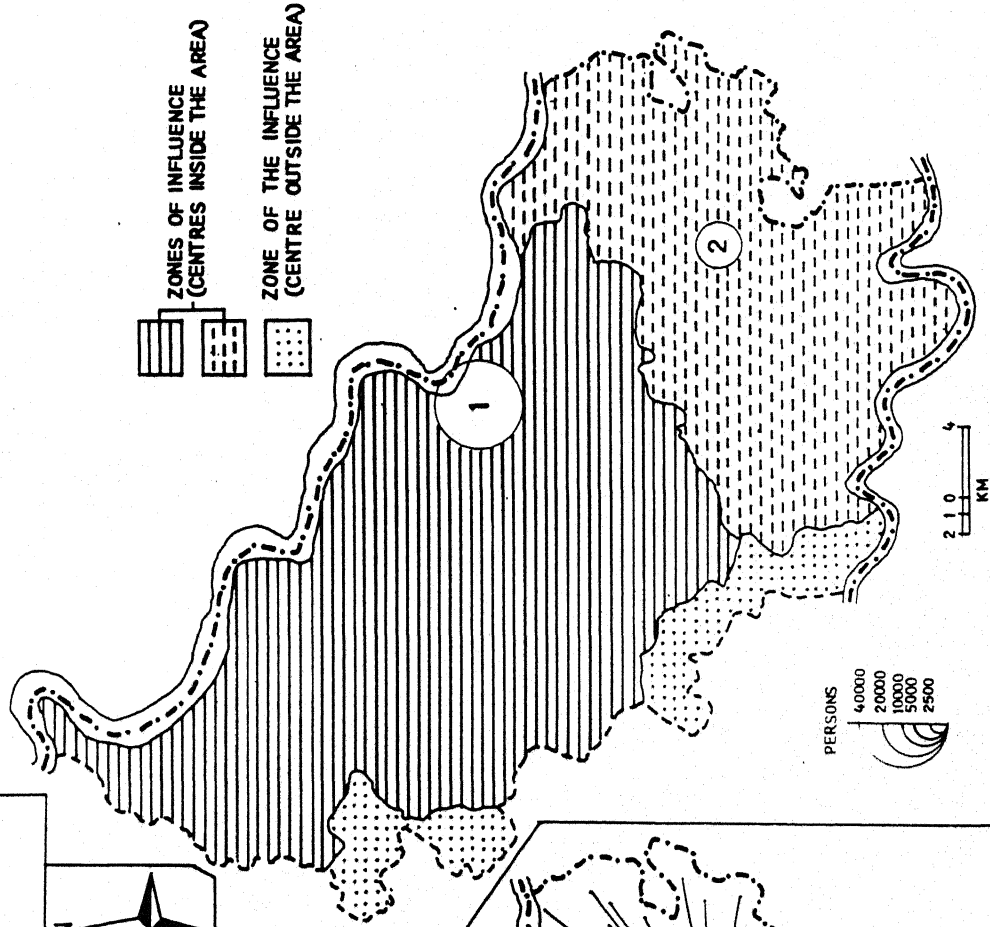 ZONES OF INFLUENCE
(CENTRES INSIDE THE AREA)
ZONE OF THE INFLUENCE
(CENTRE OUTSIDE THE AREA)
1
2
2 1 0 4
KM
PERSONS
40000
20000
10000
5000
2500